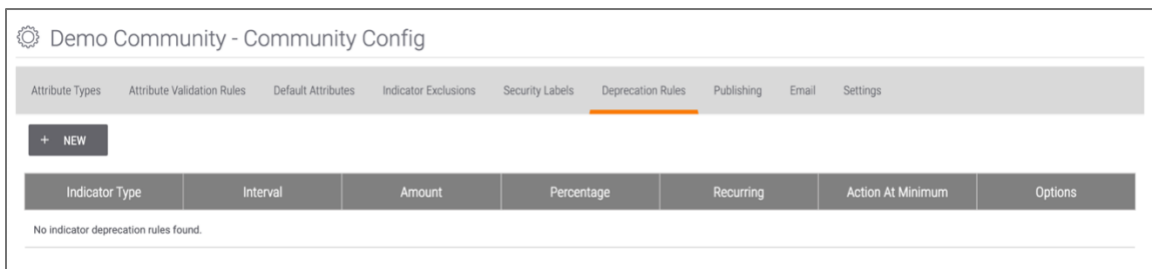 Demo Community - Community Config
Attribute Types Attribute Validation Rules Default Attributes Indicator Exclusions Security Labels Deprecation Rules Publishing Email Settings
+ NEW
Indicator Type Interval Amount Percentage Recurring Action At Minimum Options
No indicator deprecation rules found.